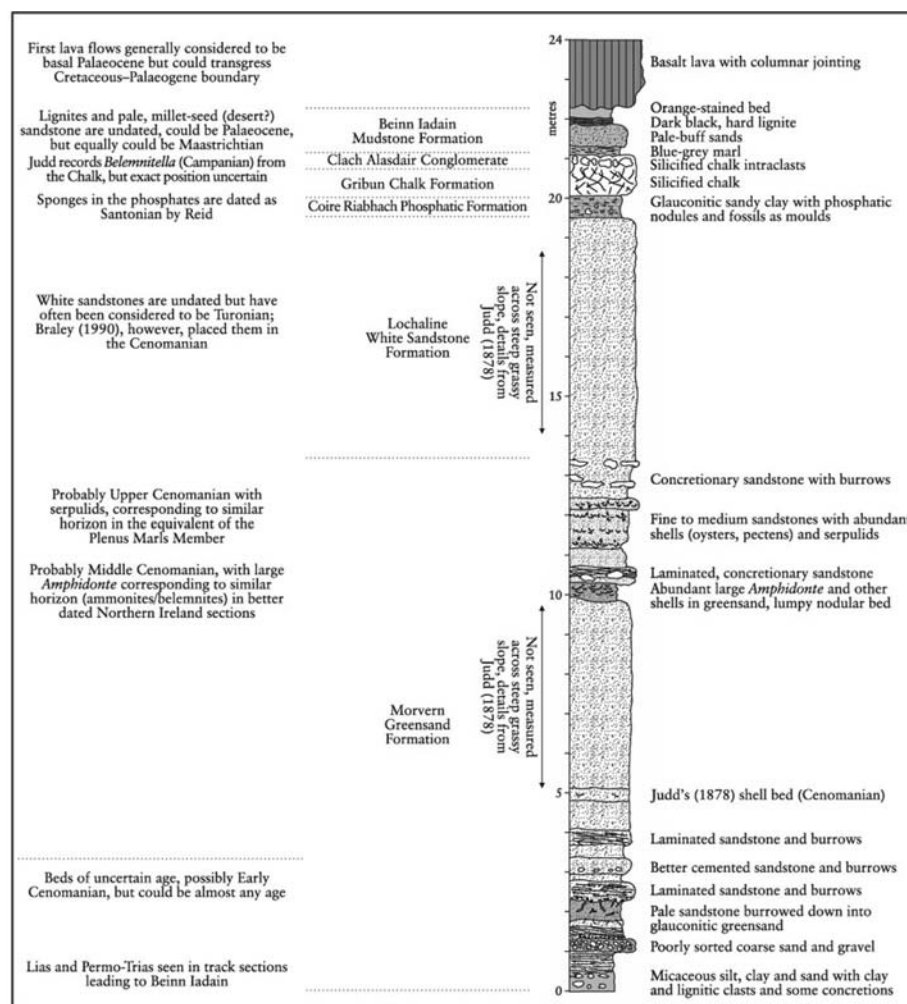 First lava flows generally considered to be
basal Palaeocene but could transgress
Cretaceous–Palaeogene boundary
Lignites and pale, millet-seed (desert?)
sandstone are undated, could be Palaeocene,
but equally could be Maastrichtian
Judd records Belemnitella (Campanian) from
the Chalk, but exact position uncertain
Sponges in the phosphates are dated as
Santonian by Reid
White sandstones are undated but have
often been considered to be Turonian;
Braley (1990), however, placed them in
the Cenomanian
Probably Upper Cenomanian with
serpulids, corresponding to similar
horizon in the equivalent of the
Plenus Marls Member
Probably Middle Cenomanian, with large
Amphidonte corresponding to similar
horizon (ammonites/belemnites) in better
dated Northern Ireland sections
Beds of uncertain age, possibly Early
Cenomanian, but could be almost any age
Lias and Permo-Trias seen in track sections
leading to Beinn Iadain
Beinn Iadain
Mudstone Formation
Clach Alasdair Conglomerate
Gribun Chalk Formation
Coire Riabhach Phosphatic Formation
Lochaline
White Sandstone
Formation
Morvern
Greensand
Formation
Not seen, measured
across steep grassy
slope, details from
Judd (1878)
Not seen, measured
across steep grassy
slope, details from
Judd (1878)
24
metres
20
15
10
5
0
Basalt lava with columnar jointing
Orange-stained bed
Dark black, hard lignite
Pale-buff sands
Blue-grey marl
Silicified chalk intraclasts
Silicified chalk
Glauconitic sandy clay with phosphatic
nodules and fossils as moulds
Concretionary sandstone with burrows
Fine to medium sandstones with abundant
shells (oysters, pectens) and serpulids
Laminated, concretionary sandstone
Abundant large Amphidonte and other
shells in greensand, lumpy nodular bed
Judd's (1878) shell bed (Cenomanian)
Laminated sandstone and burrows
Better cemented sandstone and burrows
Laminated sandstone and burrows
Pale sandstone burrowed down into
glauconitic greensand
Poorly sorted coarse sand and gravel
Micaceous silt, clay and sand with clay
and lignitic clasts and some concretions